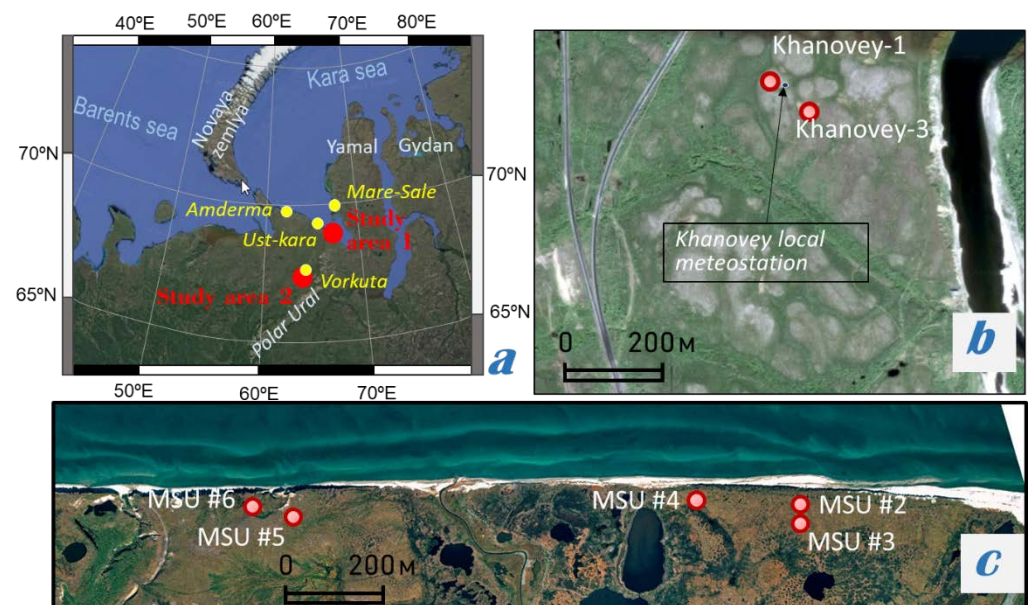 40ºE 50ºE 60ºE 70ºE 80ºE
Kara sea
Barents sea
Novaya
zemlya
70ºN
Yamal
Gydan
70ºN
Mare-Sale
Amderma
Study
Ust-kara
area 1
65ºN
Vorkuta
Study area 2
65ºN
Polar Ural
a
50ºE 60ºE 70ºE
Khanovey-1
Khanovey-3
Khanovey local
meteostation
0 200 м
b
MSU #6
MSU #5
MSU #4
MSU #2
MSU #3
0 200 м
c